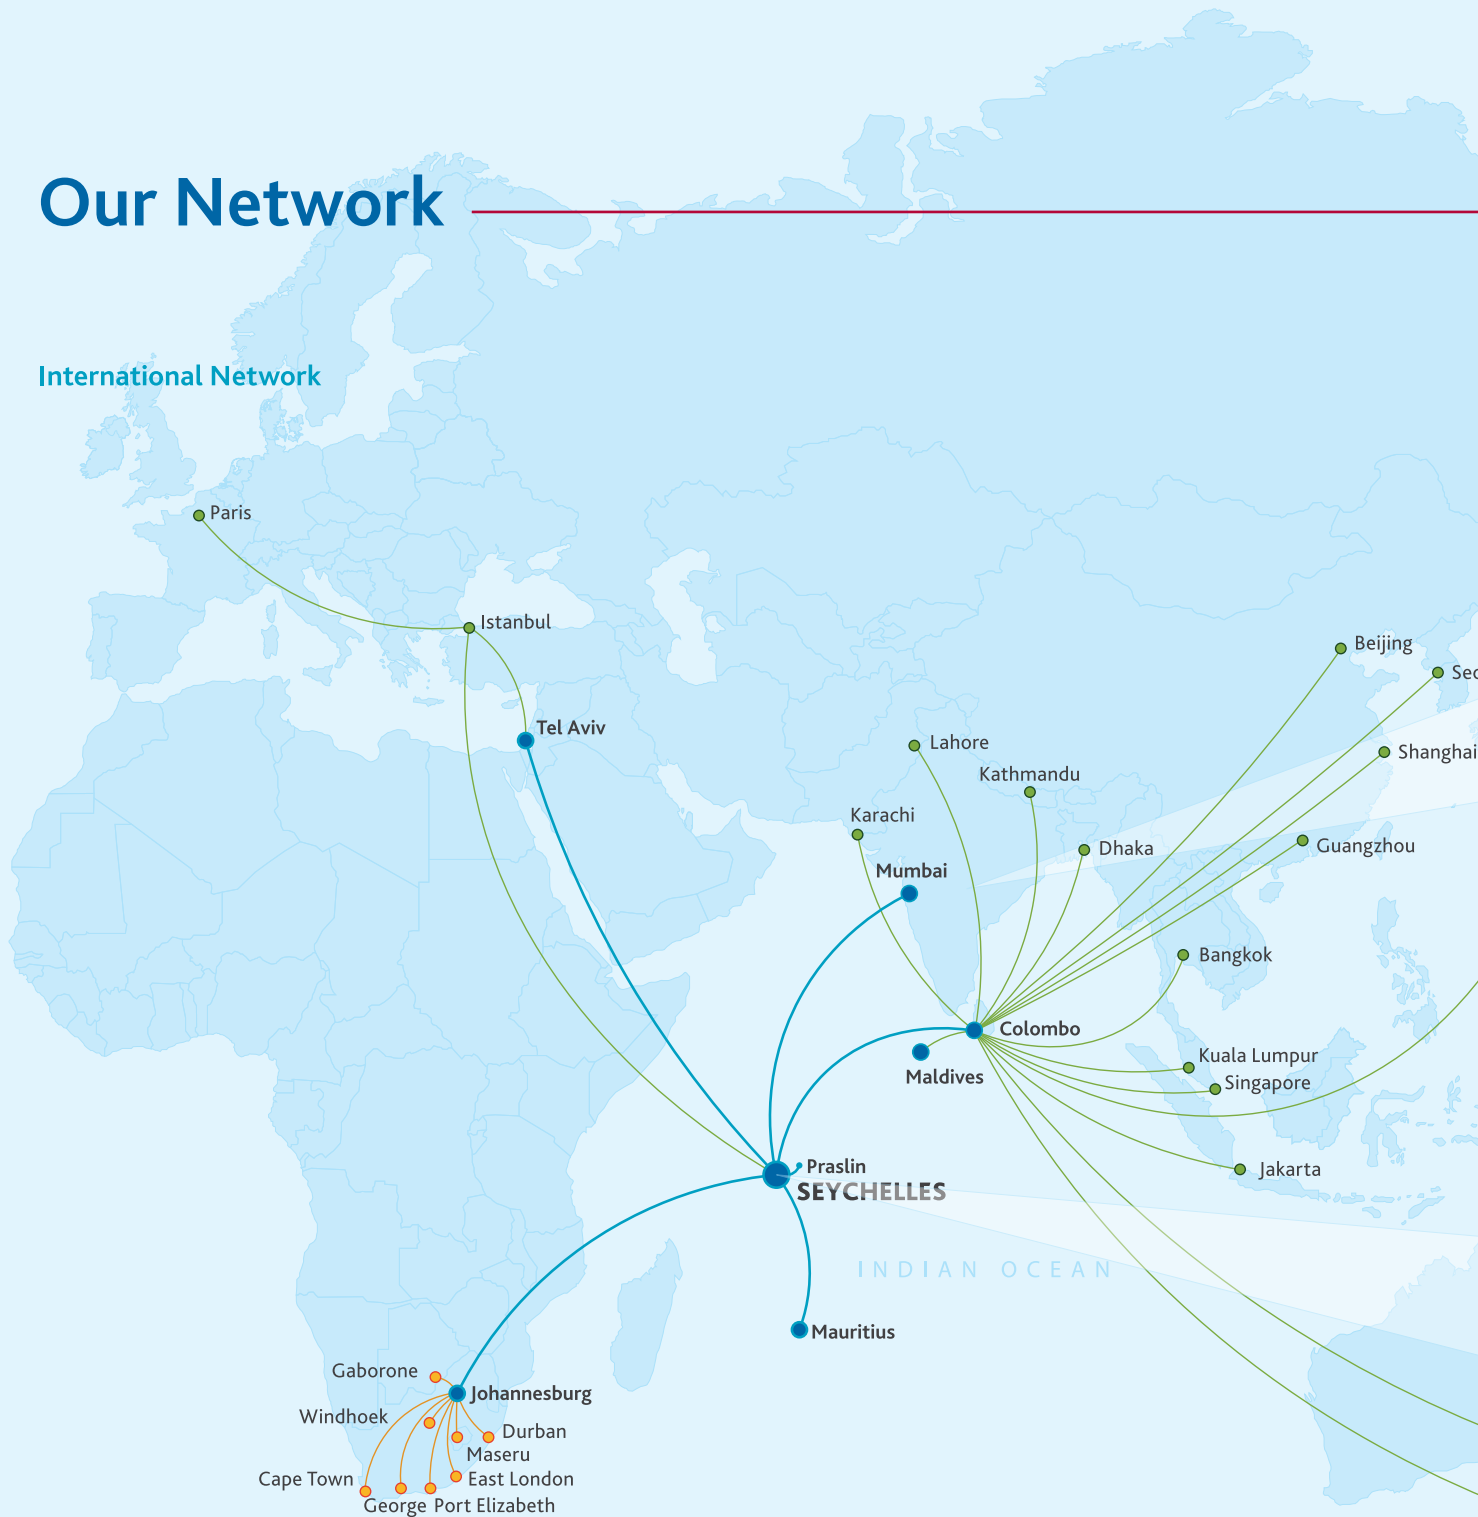 Our Network
International Network
Paris
Istanbul
Beijing
Tel Aviv
Lahore
Shanghai
Kathmandu
Karachi
Dhaka
Guangzhou
Mumbai
Bangkok
Colombo
Kuala Lumpur
Maldives
Singapore
Praslin
Jakarta
SEYCHELLES
INDIAN OCEAN
Mauritius
Gaborone
Johannesburg
Windhoek
Durban
Maseru
Cape Town
East London
George
Port Elizabeth